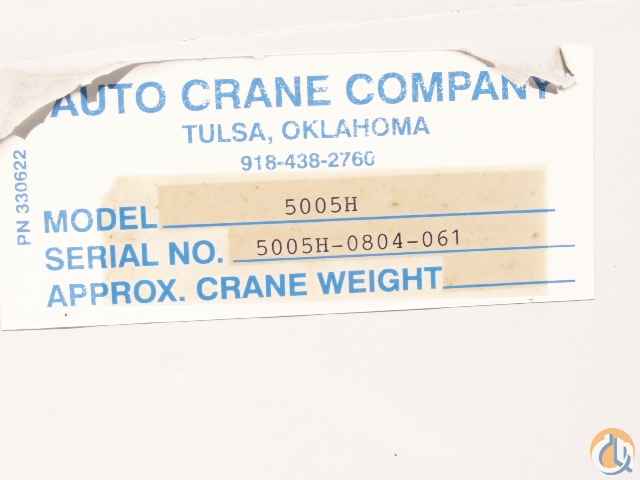 AUTO CRANE COMPANY
TULSA, OKLAHOMA
918-438-2760
PN 330622
MODEL 5005H
SERIAL NO. 5005H-0804-061
APPROX. CRANE WEIGHT